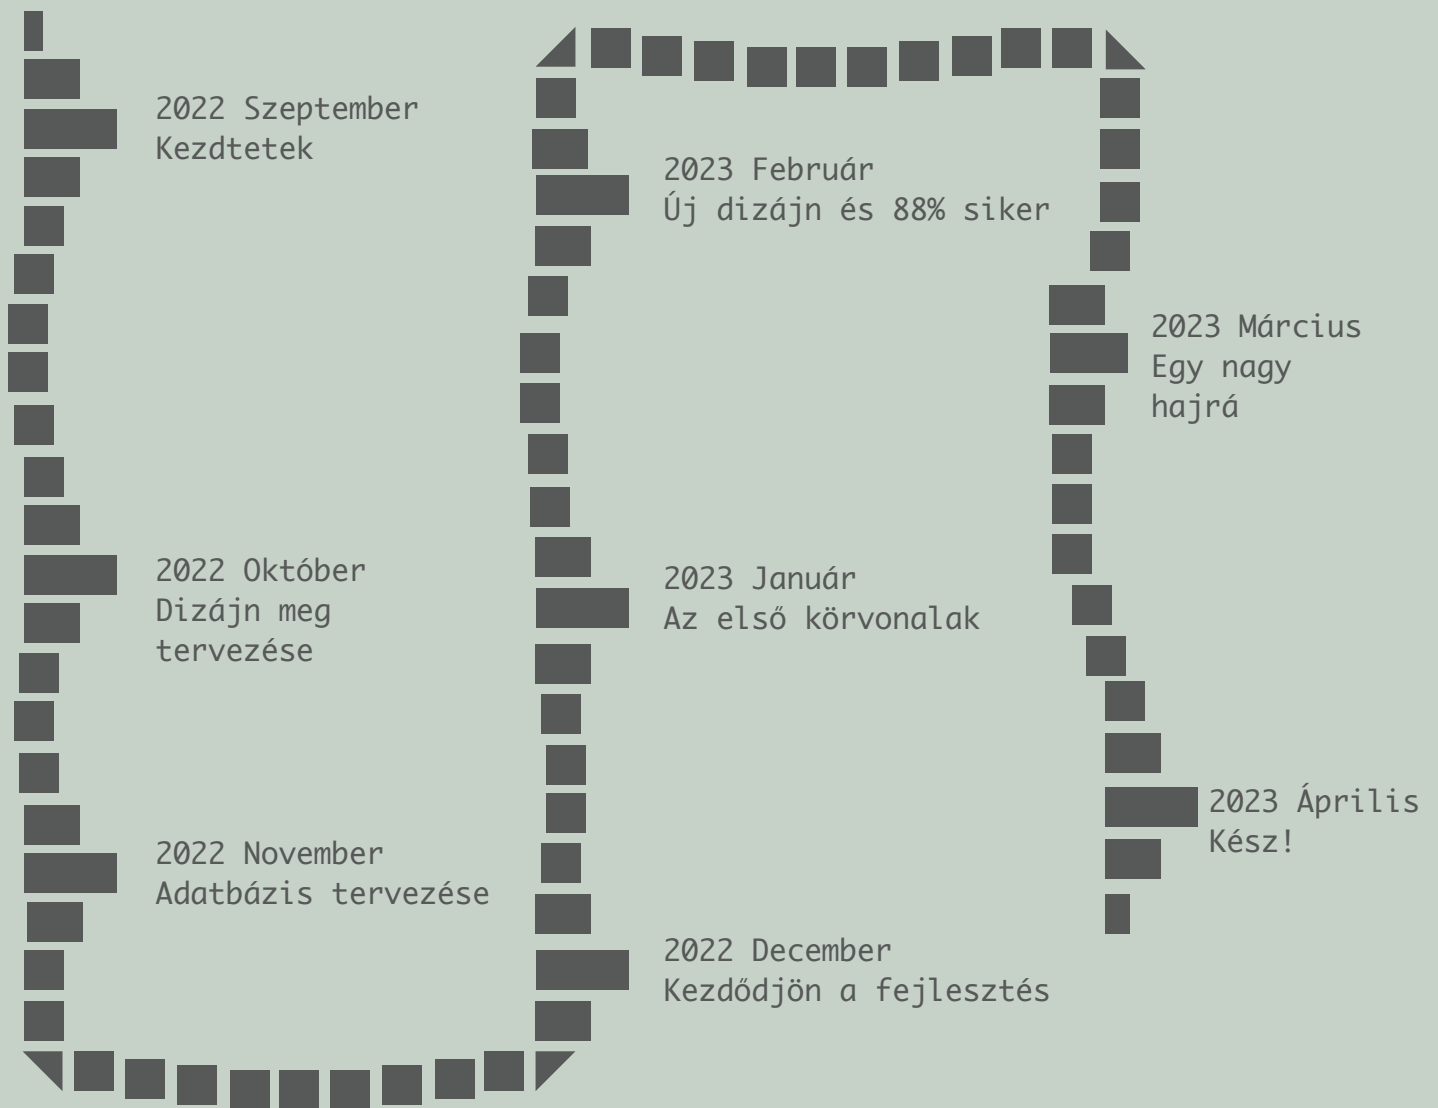 2022 Szeptember
Kezdtetek
2022 Október
Dizájn meg
tervezése
2022 November
Adatbázis tervezése
2022 December
Kezdődjön a fejlesztés
2023 Január
Az első körvonalak
2023 Február
Új dizájn és 88% siker
2023 Március
Egy nagy
hajrá
2023 Április
Kész!